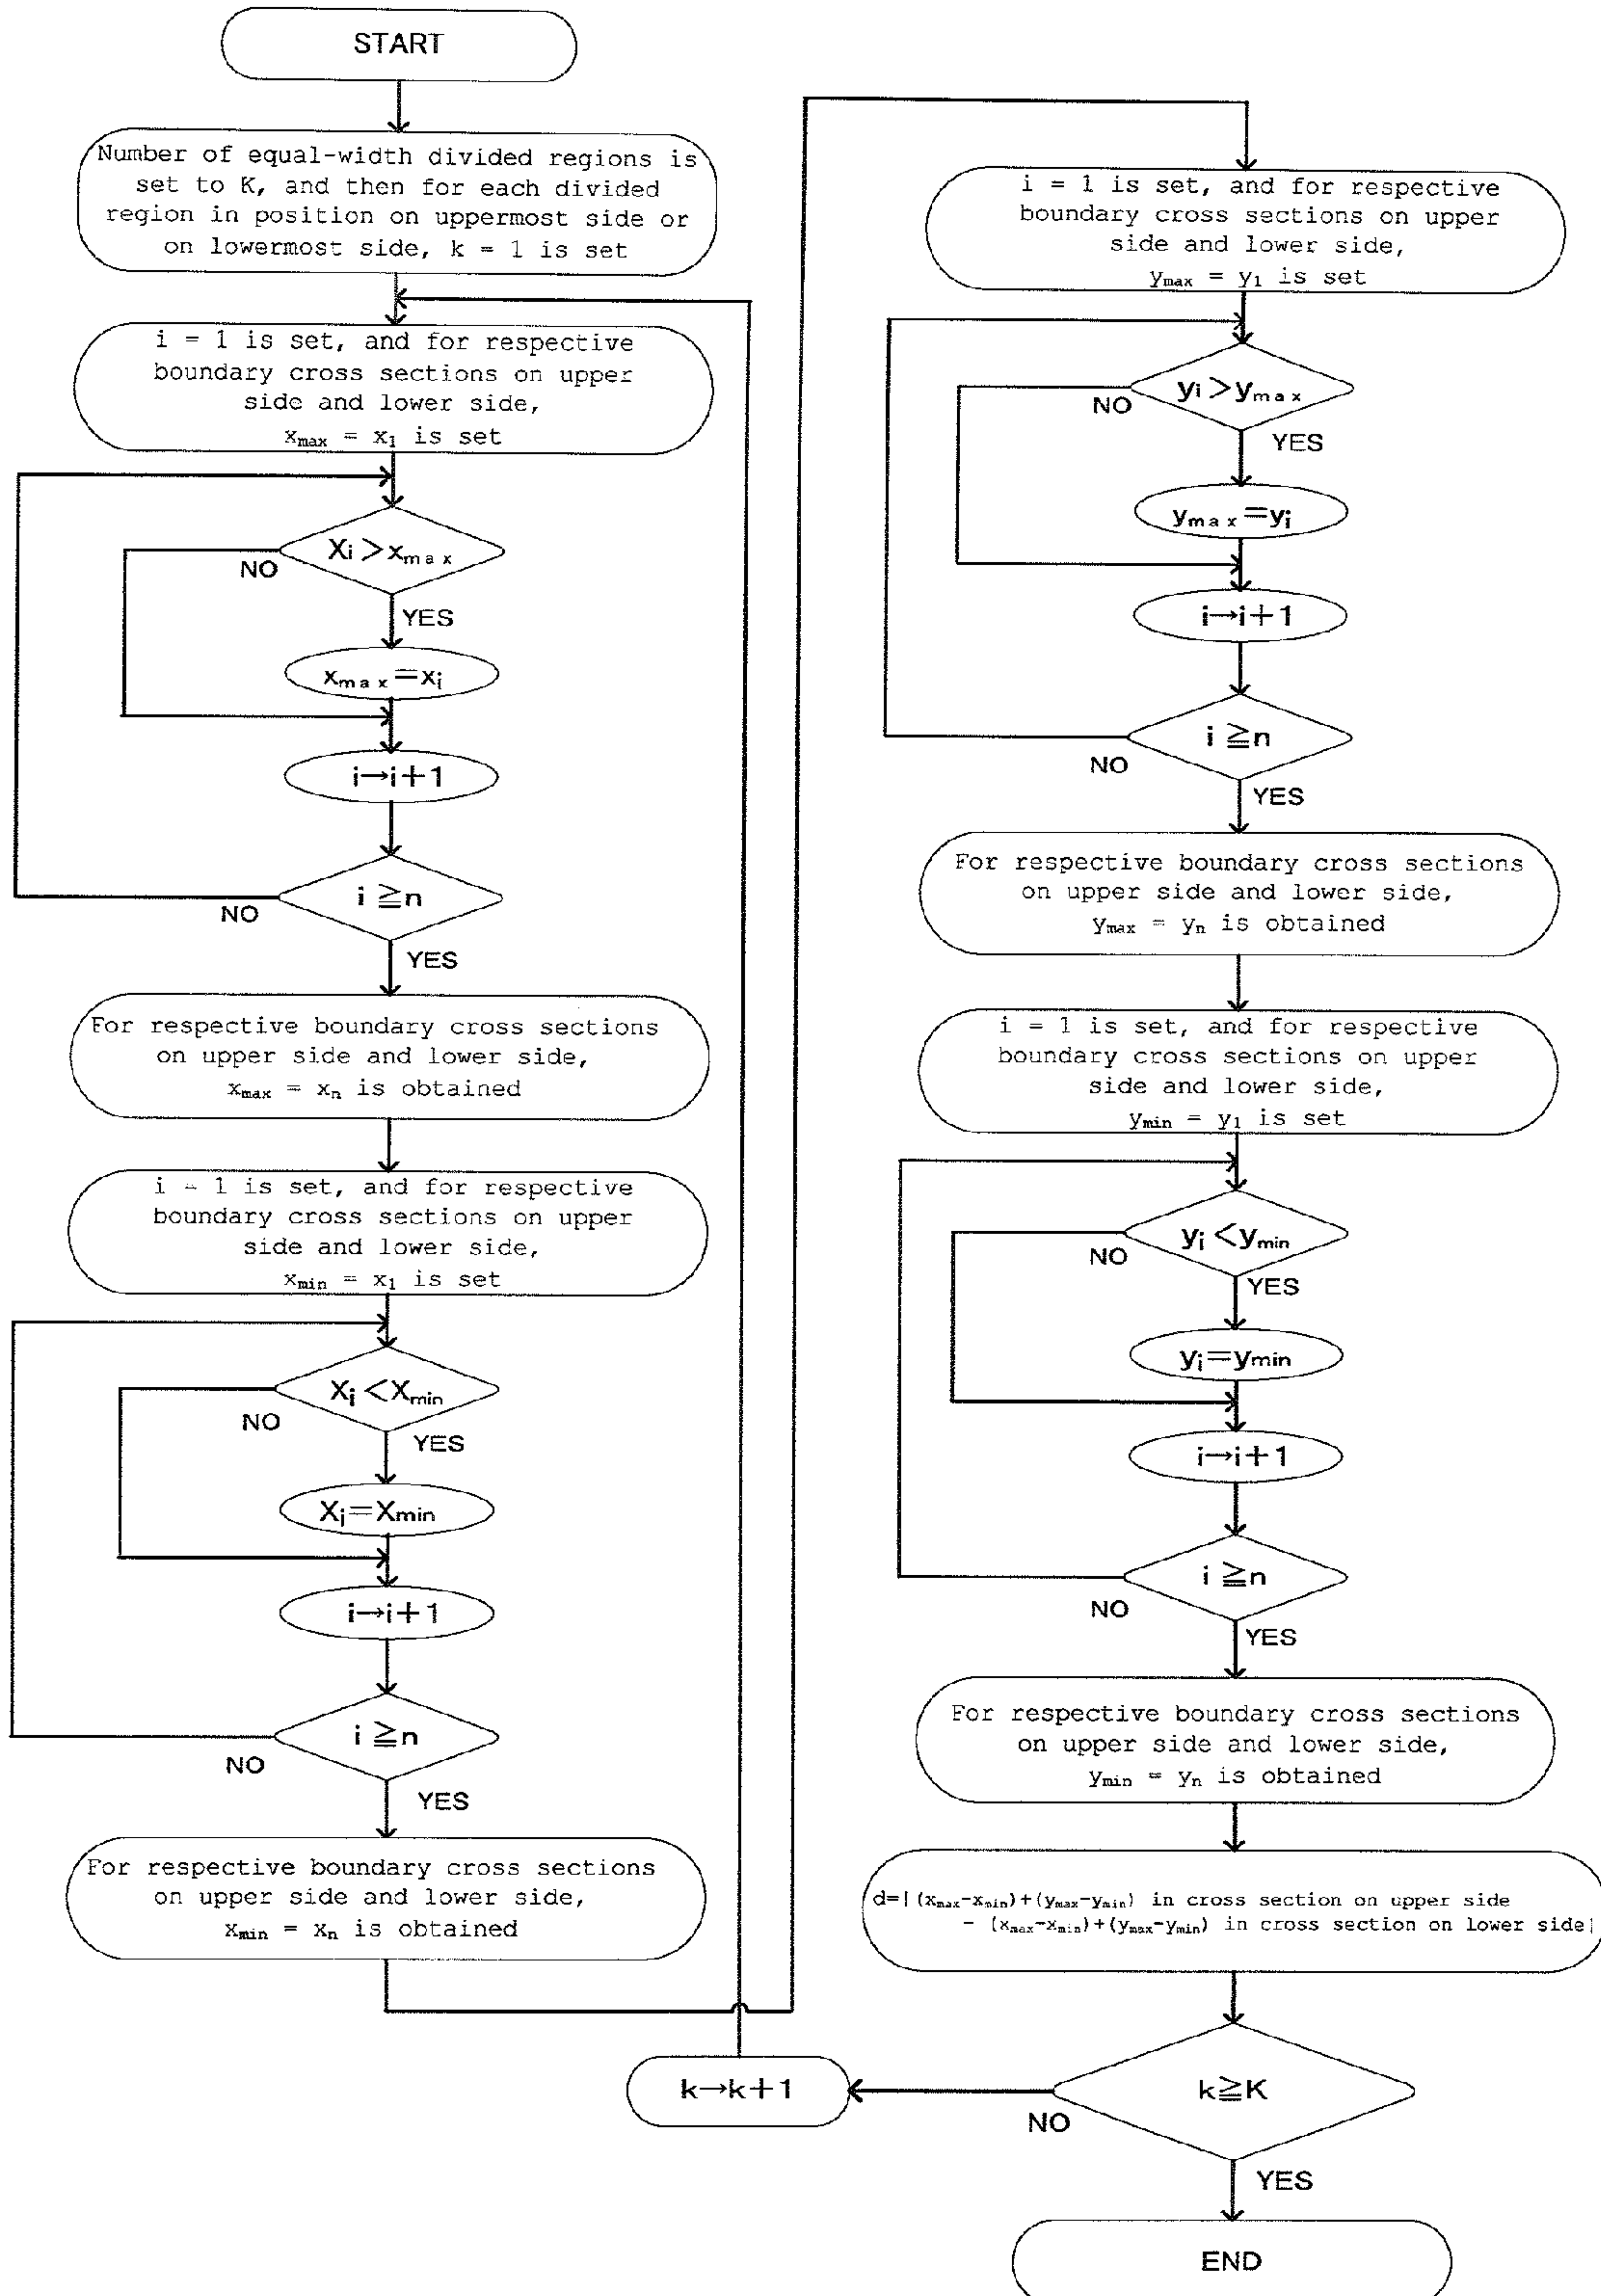 START
Number of equal-width divided regions is
set to K, and then for each divided
region in position on uppermost side or
on lowermost side, k = 1 is set
i = 1 is set, and for respective
boundary cross sections on upper
side and lower side,
xmax = x1 is set
Xi >xmax
NO
YES
xmax=xi
i→i+1
i ≧n
NO
YES
For respective boundary cross sections
on upper side and lower side,
xmax = xn is obtained
i = 1 is set, and for respective
boundary cross sections on upper
side and lower side,
xmin = x1 is set
Xi <Xmin
NO
YES
Xi=Xmin
i→i+1
i ≧n
NO
YES
For respective boundary cross sections
on upper side and lower side,
xmin = xn is obtained
i = 1 is set, and for respective
boundary cross sections on upper
side and lower side,
ymax = y1 is set
yi >ymax
NO
YES
ymax=yi
i→i+1
i ≧n
NO
YES
For respective boundary cross sections
on upper side and lower side,
ymax = yn is obtained
i = 1 is set, and for respective
boundary cross sections on upper
side and lower side,
ymin = y1 is set
yi <ymin
NO
YES
yi=ymin
i→i+1
i ≧n
NO
YES
For respective boundary cross sections
on upper side and lower side,
ymin = yn is obtained
d=| (xmax-xmin)+(ymax-ymin) in cross section on upper side
- (xmax-xmin)+(ymax-ymin) in cross section on lower side|
k≧K
NO
k→k+1
YES
END